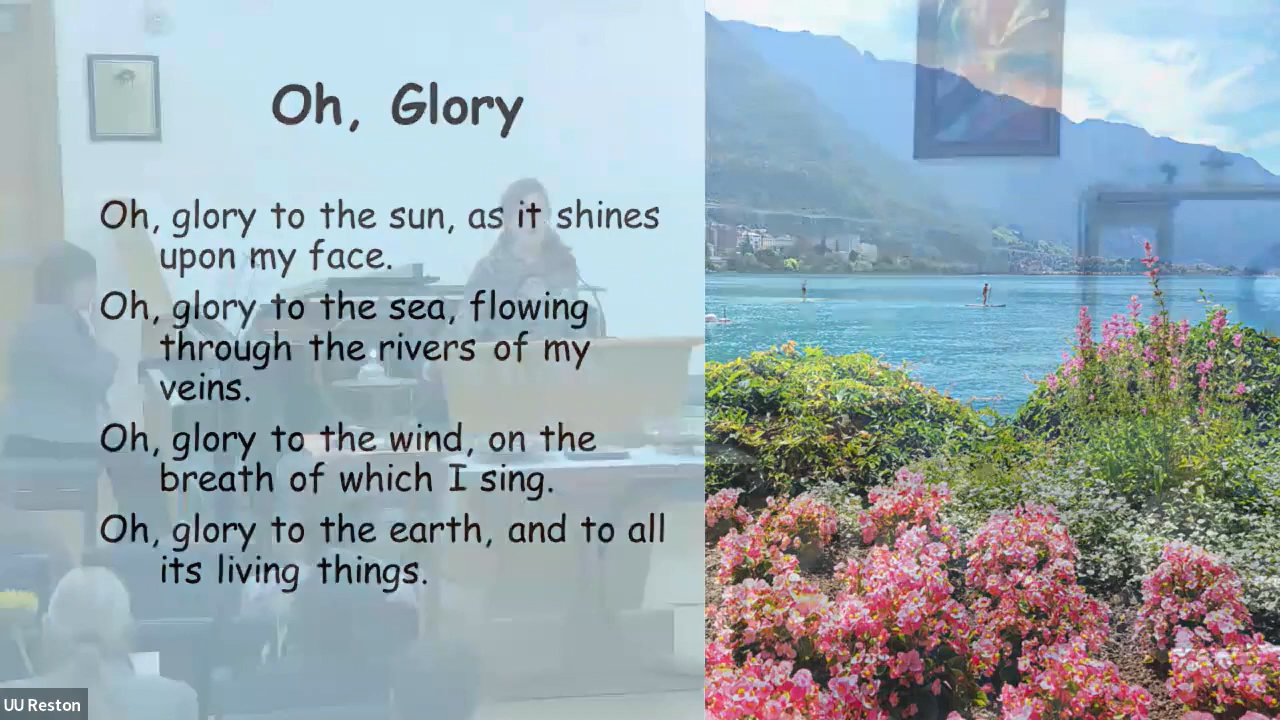 Oh, Glory
Oh, glory to the sun, as it shines
upon my face.
Oh, glory to the sea, flowing
through the rivers of my
veins.
Oh, glory to the wind, on the
breath of which I sing.
Oh, glory to the earth, and to all
its living things.
UU Reston